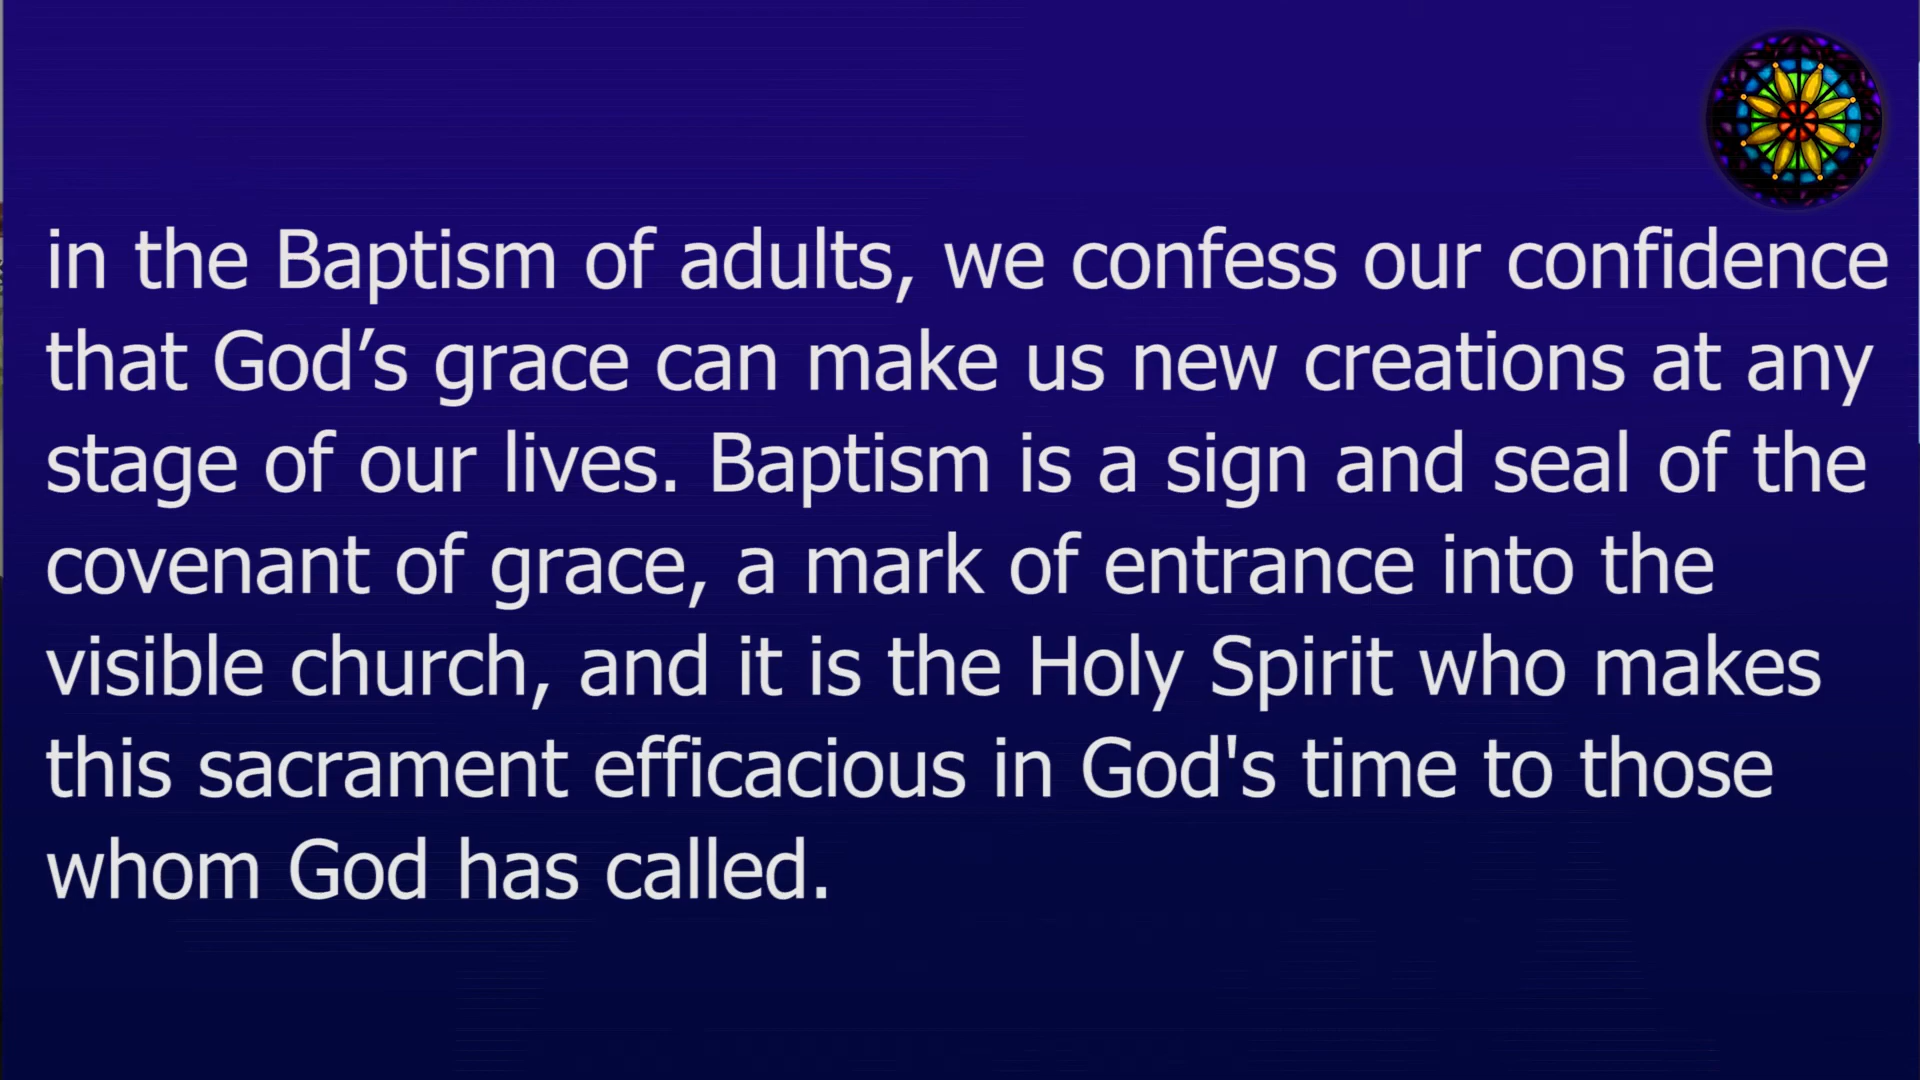 in the Baptism of adults, we confess our confidence
that God’s grace can make us new creations at any
stage of our lives. Baptism is a sign and seal of the
covenant of grace, a mark of entrance into the
visible church, and it is the Holy Spirit who makes
this sacrament efficacious in God's time to those
whom God has called.